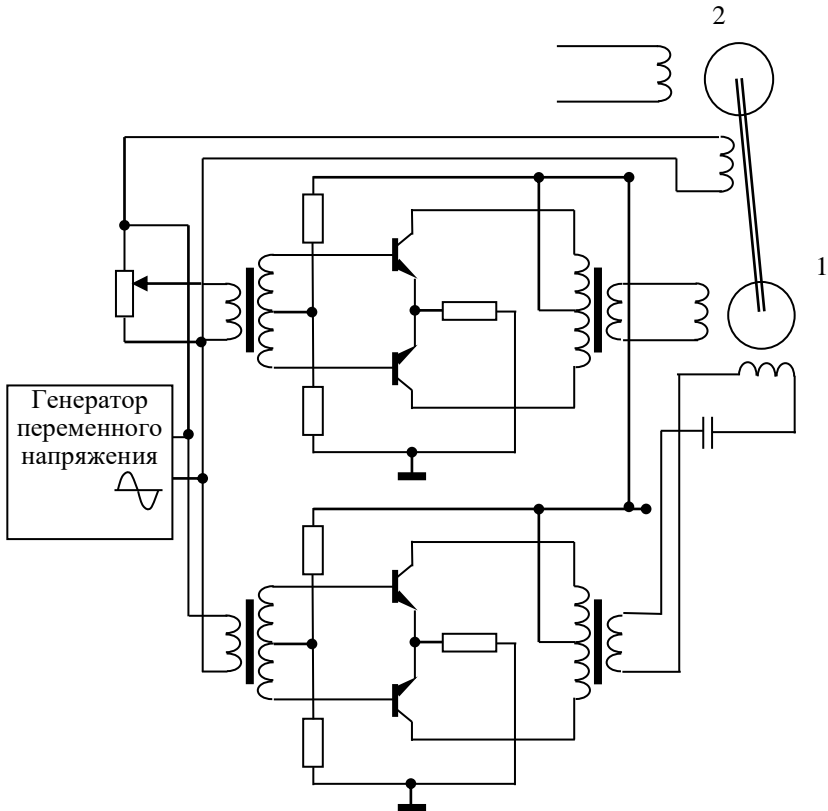 2
1
Генератор
переменного
напряжения